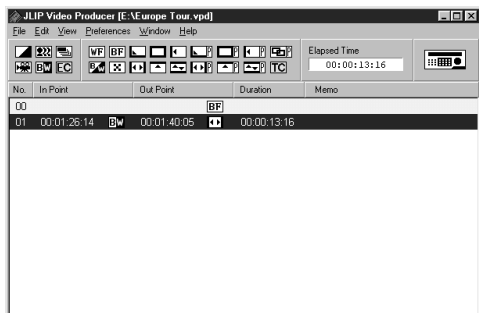 JLIP Video Producer [E:\Europe Tour.vpd]
File Edit View Preferences Window Help
WF BF P P P Elapsed Time
BW EC B/W P P P TC 00:00:13:16
No. In Point Out Point Duration Memo
00 BF
01 00:01:26:14 BW 00:01:40:05 00:00:13:16